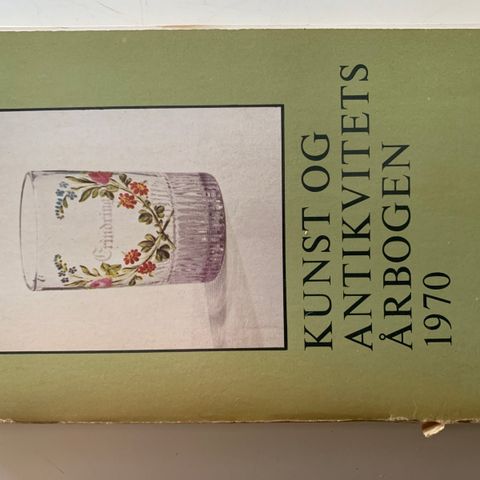 KUNST OG
ANTIKVITETS
ÅRBOGEN
1970